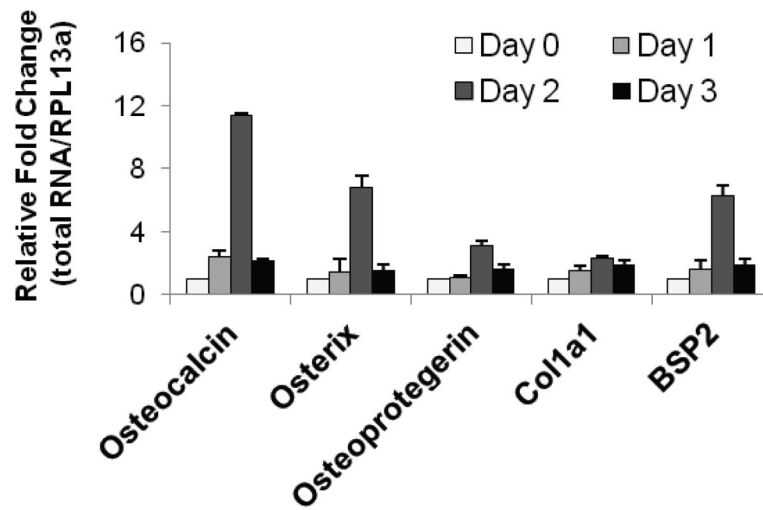 Relative Fold Change
(total RNA/RPL13a)
16
12
8
4
0
Day 0 Day 1
Day 2 Day 3
Osteocalcin
Osterix
Osteoprotegerin
Col1a1
BSP2